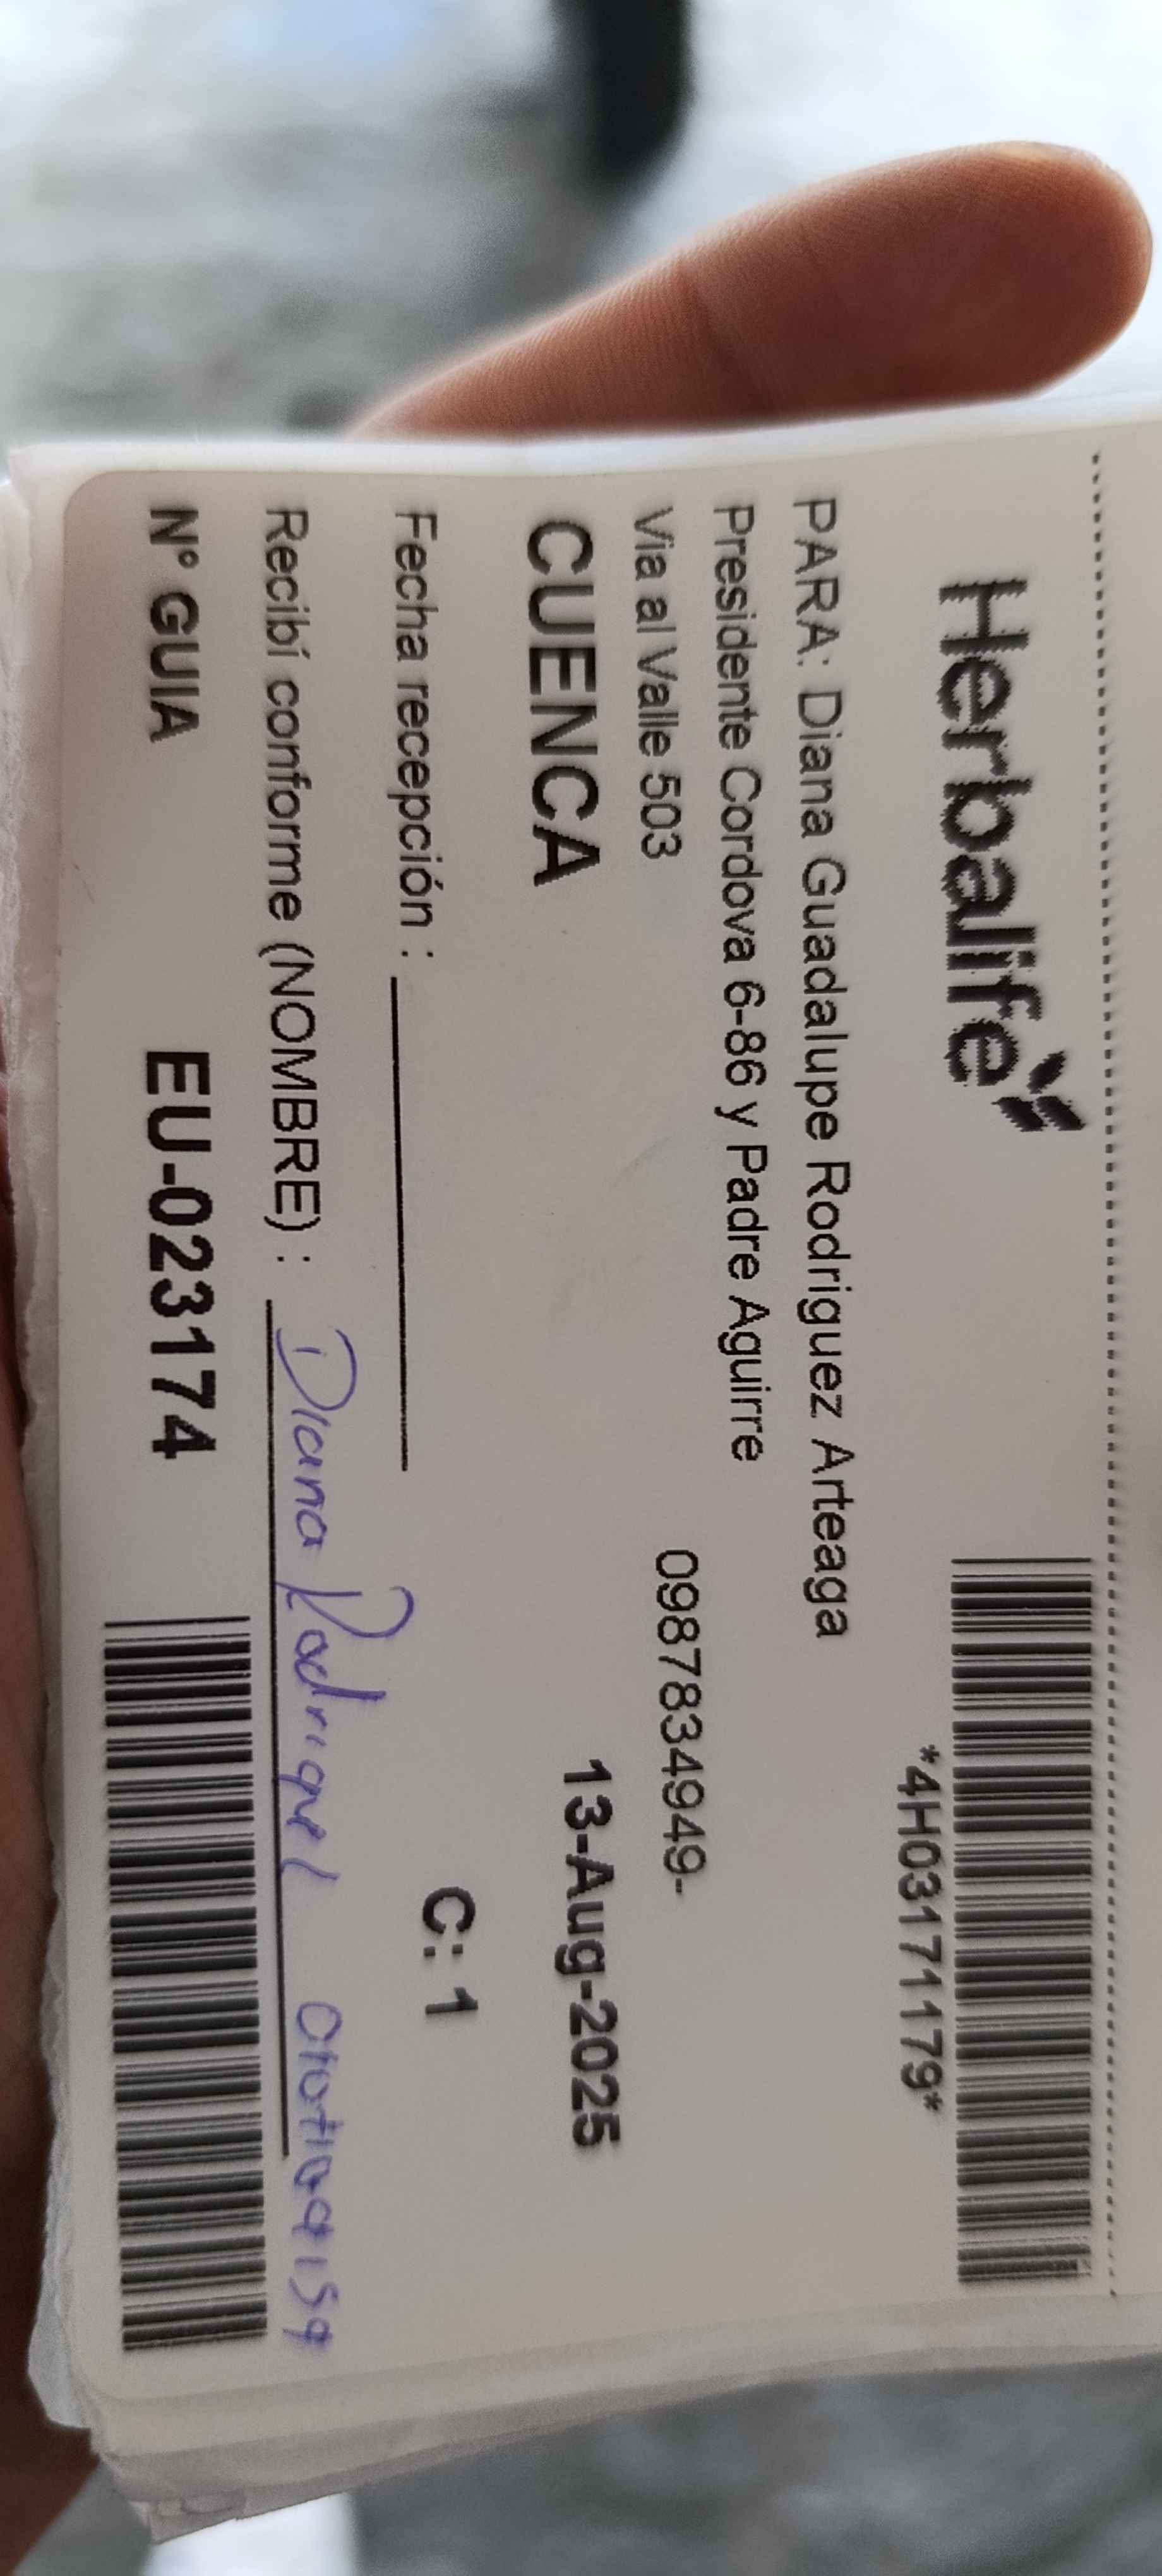 Herbalife
*4H03171179*
PARA: Diana Guadalupe Rodriguez Arteaga
Presidente Cordova 6-86 y Padre Aguirre
Via al Valle 503
0987834949-
CUENCA
13-Aug-2025
Fecha recepción :
C: 1
Recibí conforme (NOMBRE) : Diana Rodriguez
Nº GUIA EU-023174